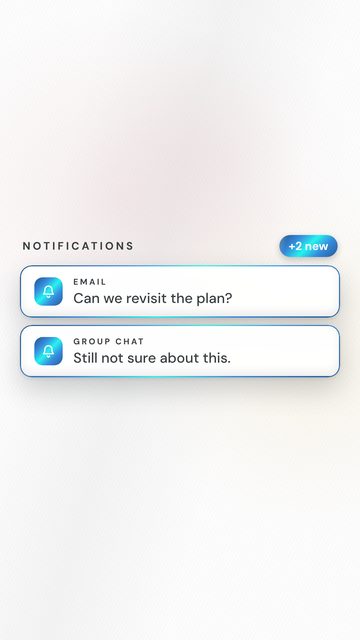 NOTIFICATIONS
+2 new
EMAIL
Can we revisit the plan?
GROUP CHAT
Still not sure about this.